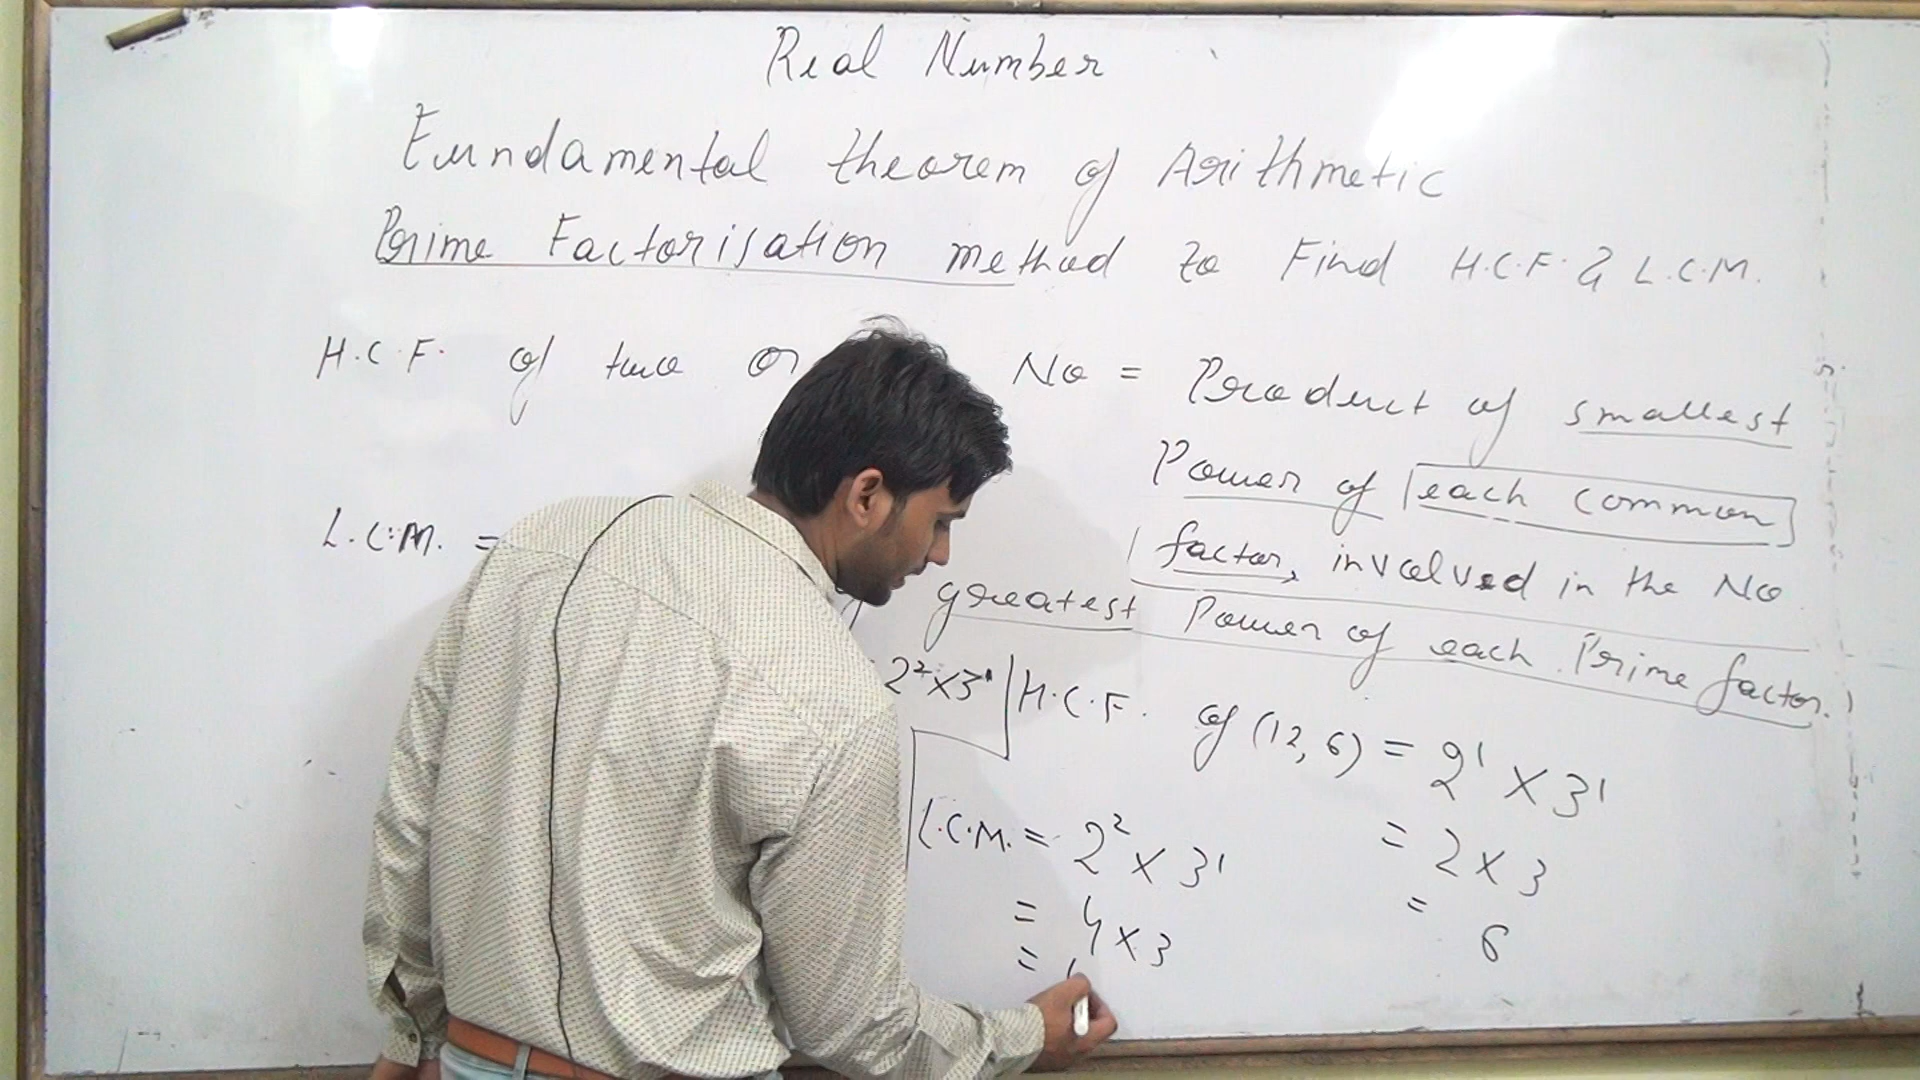 Real Number
Fundamental theorem of Arithmetic
Prime Factorisation method to Find H.C.F. & L.C.M.
H.C.F. of two or No = Product of smallest
Power of each common
factor, involved in the No
L.C.M. =
greatest Power of each Prime factor.
2² × 3¹
H.C.F. of (12, 6) = 2¹ × 3¹
= 2 × 3
= 6
L.C.M. = 2² × 3¹
= 4 × 3
=